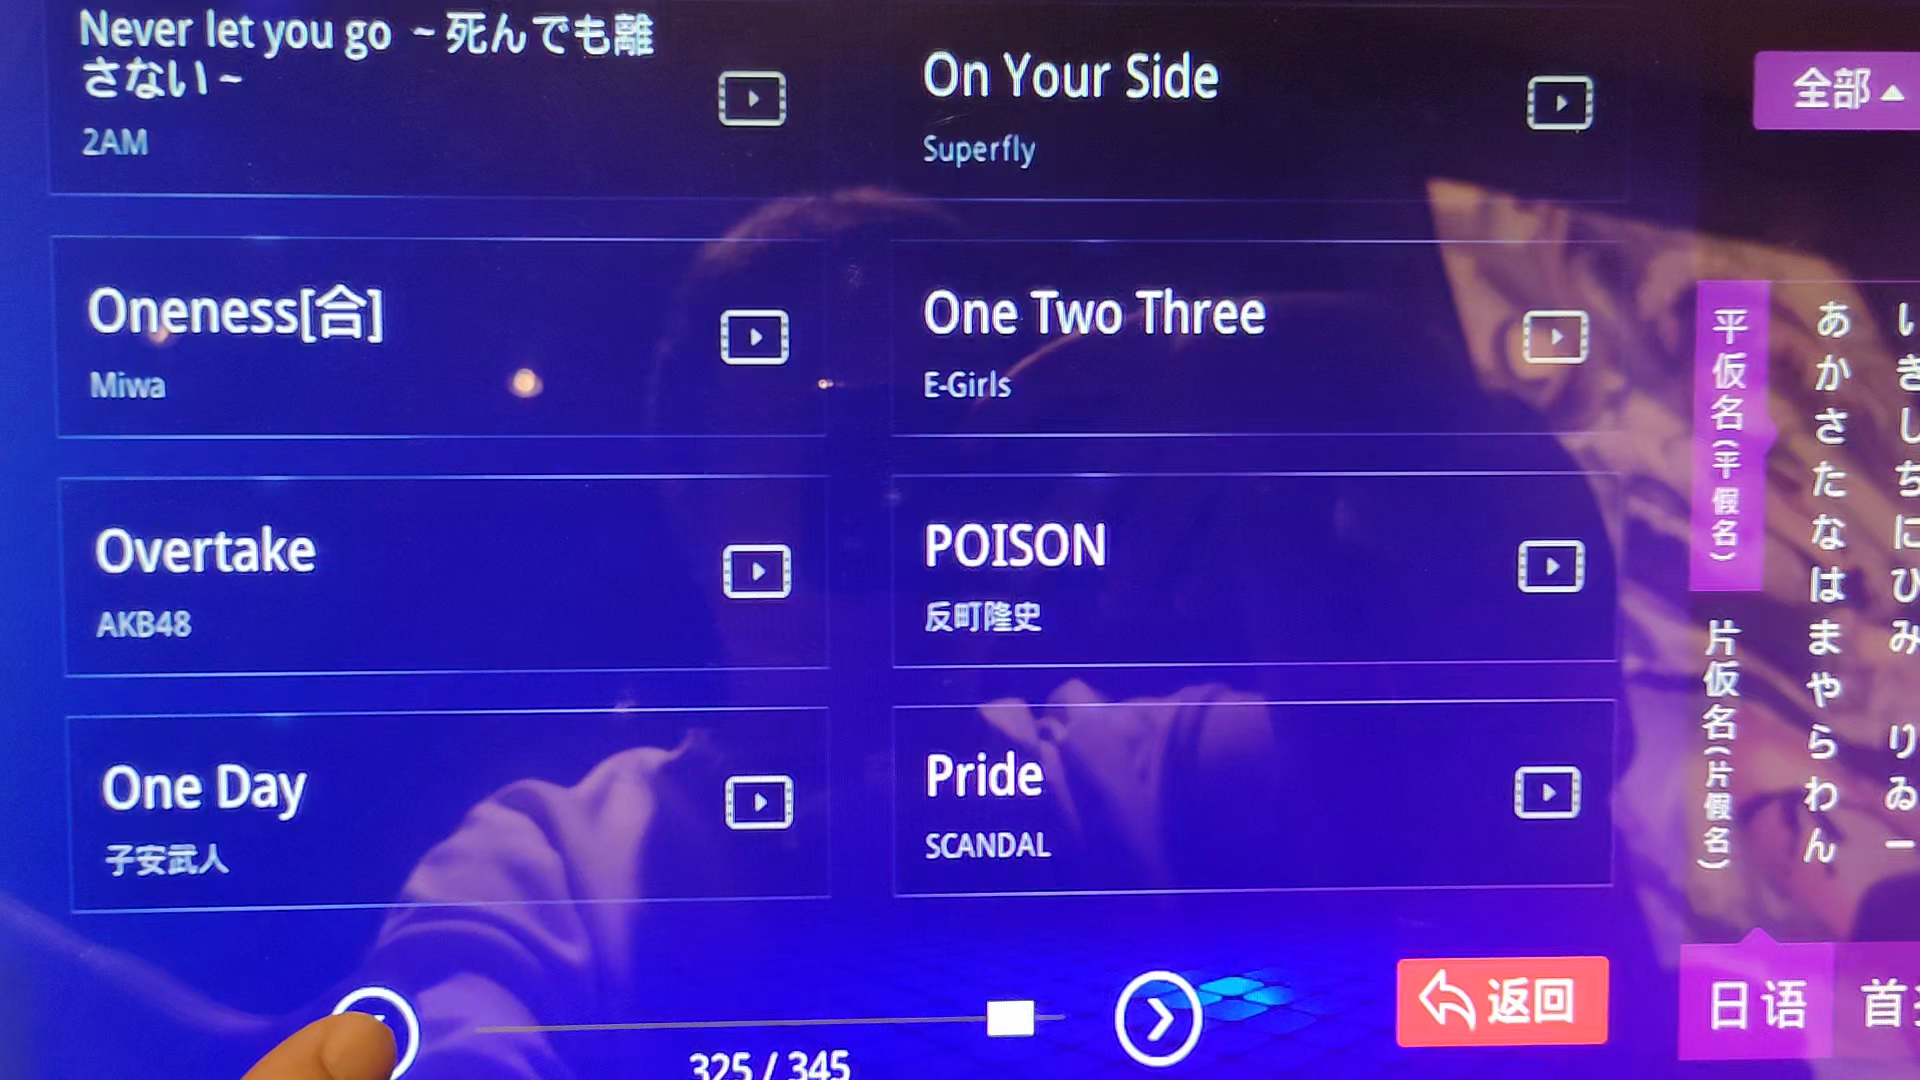 Never let you go ~死んでも離
さない~
2AM
On Your Side
Superfly
Oneness[合]
Miwa
One Two Three
E-Girls
Overtake
AKB48
POISON
反町隆史
One Day
子安武人
Pride
SCANDAL
325 / 345
返回
全部
平仮名(平假名)
片仮名(片假名)
あかさたなはまやらわん
いきしちにひみ りゐー
日语
首